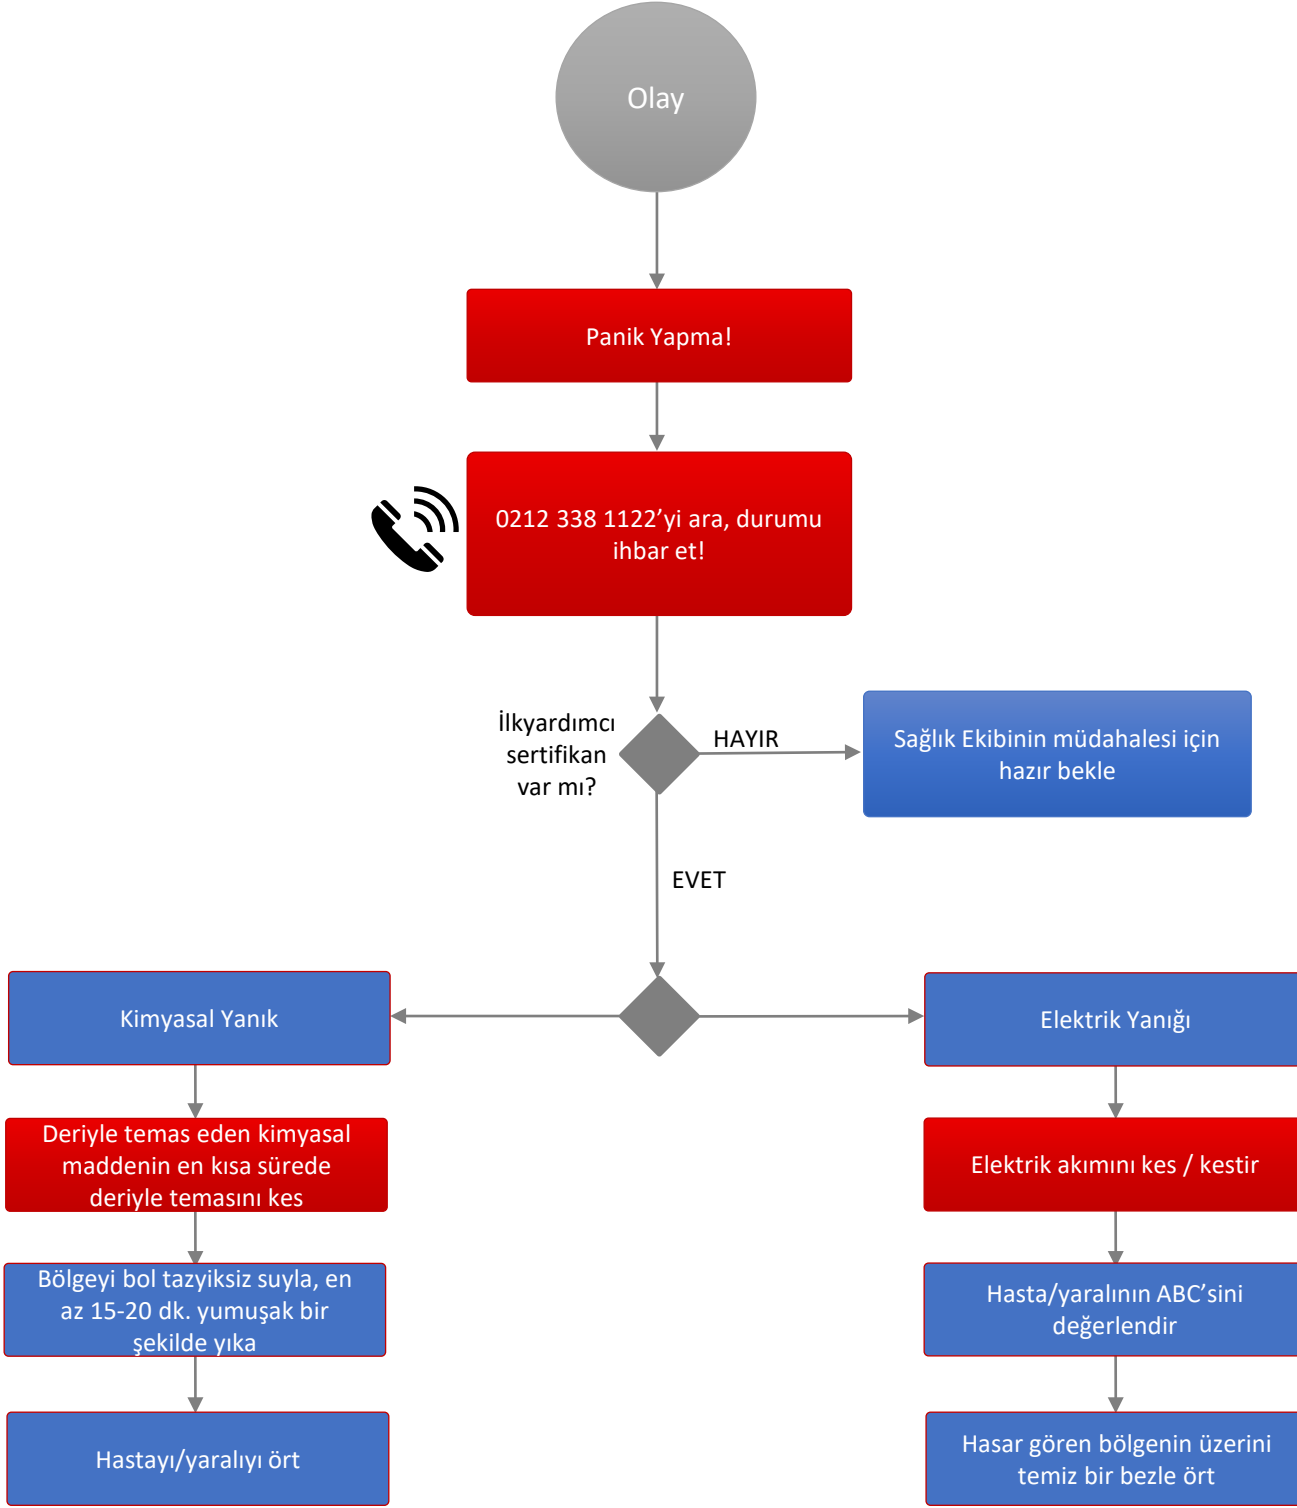 Olay
Panik Yapma!
0212 338 1122’yi ara, durumu
ihbar et!
İlkyardımcı
sertifikan
var mı?
HAYIR
Sağlık Ekibinin müdahalesi için
hazır bekle
EVET
Kimyasal Yanık
Elektrik Yanığı
Deriyle temas eden kimyasal
maddenin en kısa sürede
deriyle temasını kes
Elektrik akımını kes / kestir
Bölgeyi bol tazyiksiz suyla, en
az 15-20 dk. yumuşak bir
şekilde yıka
Hasta/yaralının ABC’sini
değerlendir
Hastayı/yaralıyı ört
Hasar gören bölgenin üzerini
temiz bir bezle ört